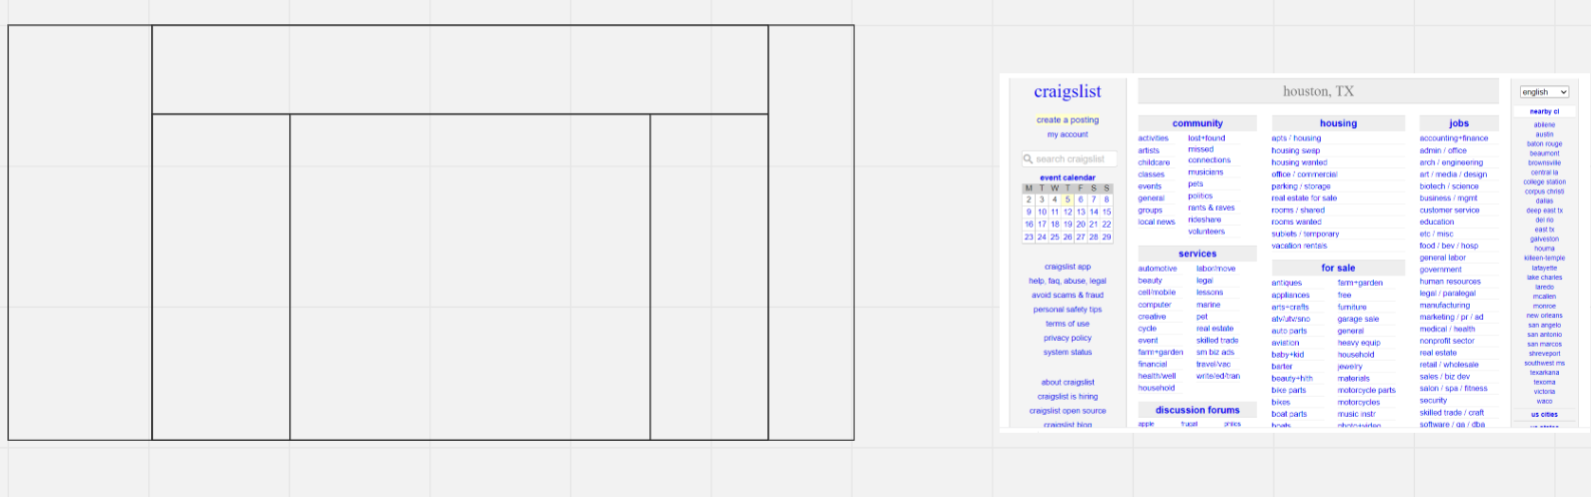 craigslist
create a posting
my account
search craigslist
event calendar
M T W T F S S
2 3 4 5 6 7 8
9 10 11 12 13 14 15
16 17 18 19 20 21 22
23 24 25 26 27 28 29
craigslist app
help, faq, abuse, legal
avoid scams & fraud
personal safety tips
terms of use
privacy policy
system status
about craigslist
craigslist is hiring
craigslist open source
craigslist blog
houston, TX
community
activities
artists
childcare
classes
events
general
groups
local news
lost+found
missed
connections
musicians
pets
politics
rants & raves
rideshare
volunteers
services
automotive
beauty
cell/mobile
computer
creative
cycle
event
farm+garden
financial
health/well
household
labor/move
legal
lessons
marine
pet
real estate
skilled trade
sm biz ads
travel/vac
write/ed/tran
discussion forums
apple
frugal
philos
housing
apts / housing
housing swap
housing wanted
office / commercial
parking / storage
real estate for sale
rooms / shared
rooms wanted
sublets / temporary
vacation rentals
for sale
antiques
appliances
arts+crafts
atv/utv/sno
auto parts
aviation
baby+kid
barter
beauty+hlth
bike parts
bikes
boat parts
boats
farm+garden
free
furniture
garage sale
general
heavy equip
household
jewelry
materials
motorcycle parts
motorcycles
music instr
photo+video
jobs
accounting+finance
admin / office
arch / engineering
art / media / design
biotech / science
business / mgmt
customer service
education
etc / misc
food / bev / hosp
general labor
government
human resources
legal / paralegal
manufacturing
marketing / pr / ad
medical / health
nonprofit sector
real estate
retail / wholesale
sales / biz dev
salon / spa / fitness
security
skilled trade / craft
software / qa / dba
english
nearby cl
abilene
austin
baton rouge
beaumont
brownsville
central la
college station
corpus christi
dallas
deep east tx
del rio
east tx
galveston
houma
killeen-temple
lafayette
lake charles
laredo
mcallen
monroe
new orleans
san angelo
san antonio
san marcos
shreveport
southwest ms
texarkana
texoma
victoria
waco
us cities